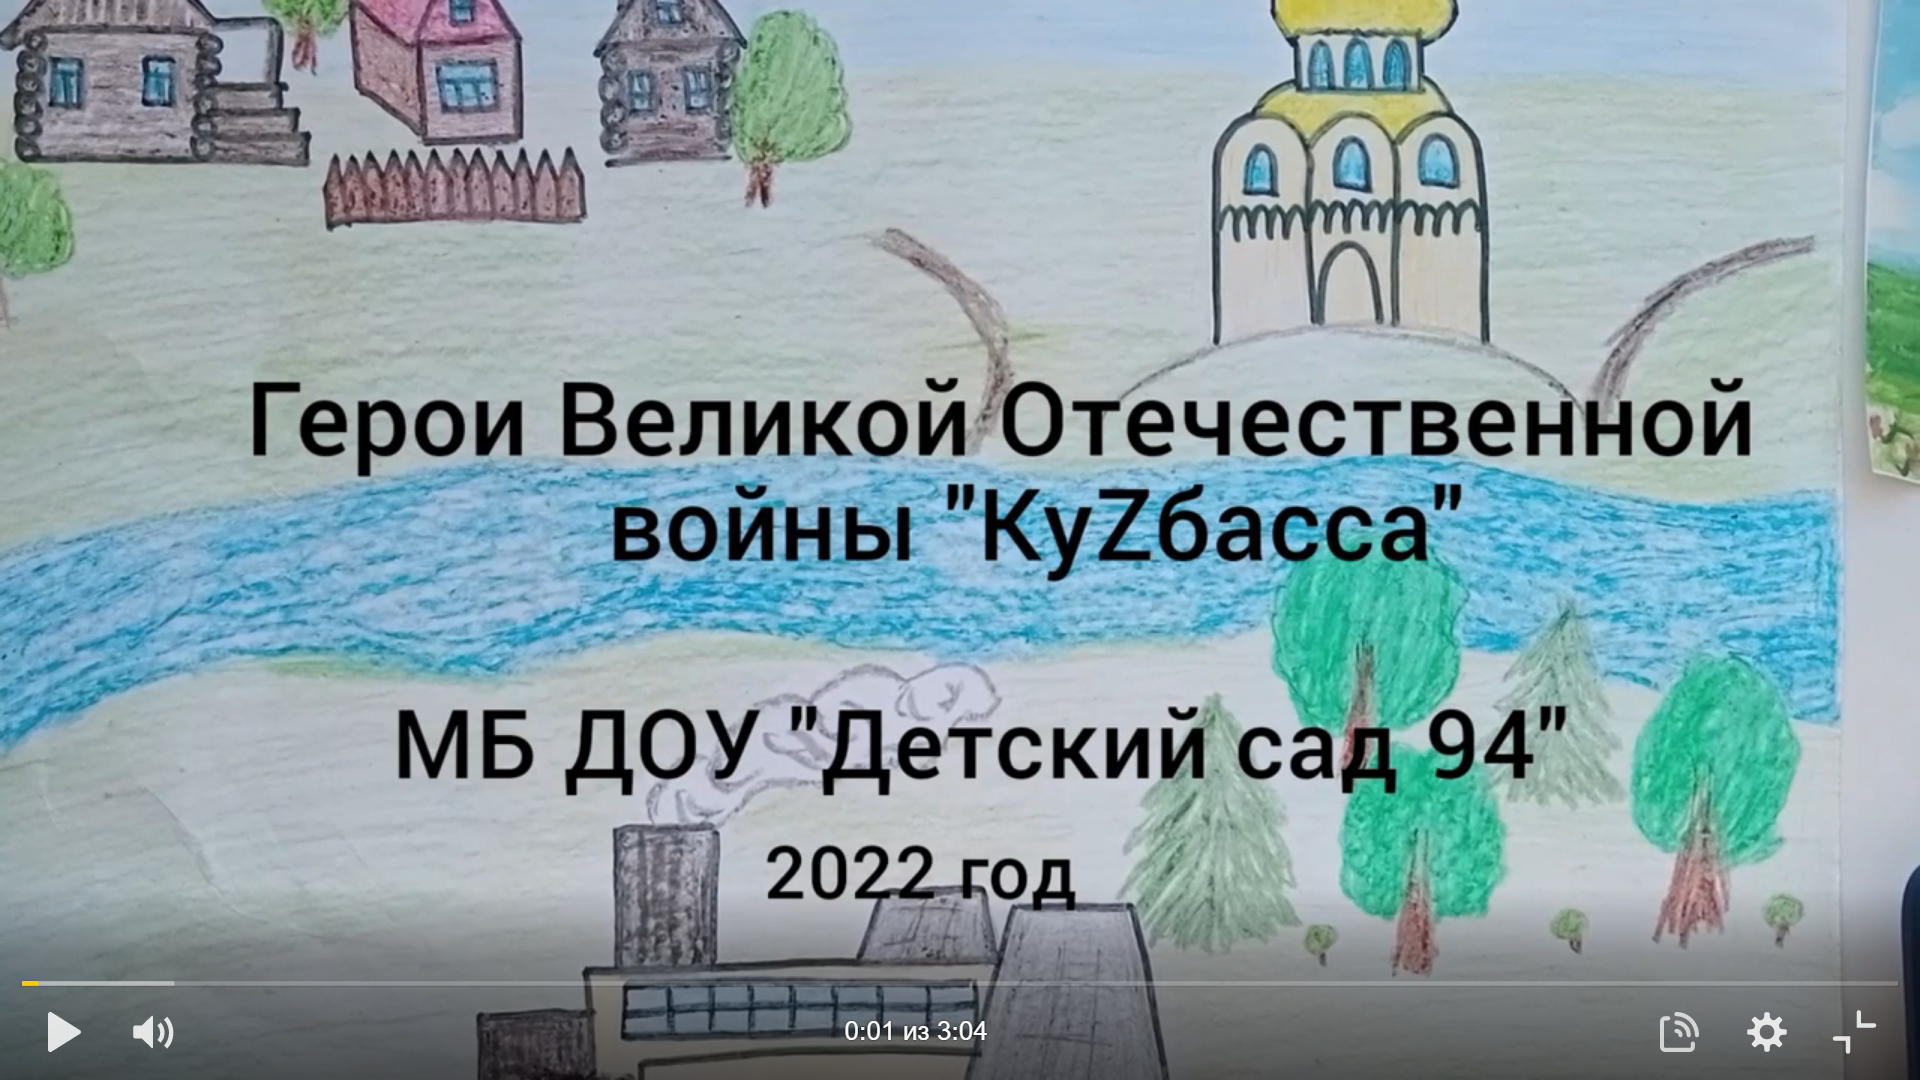 Герои Великой Отечественной
войны "КуZбасса"
МБ ДОУ "Детский сад 94"
2022 год
0:01 из 3:04